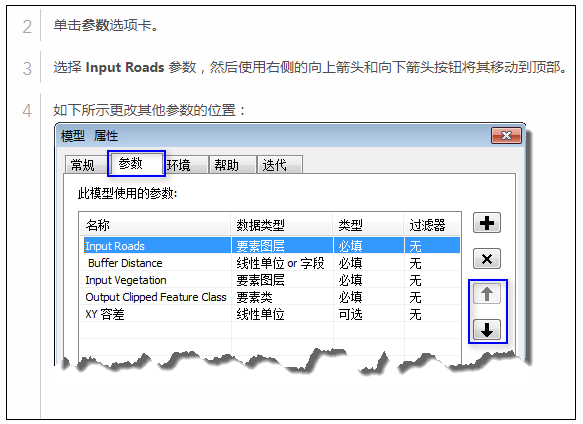 2 单击参数选项卡。
3 选择 Input Roads 参数，然后使用右侧的向上箭头和向下箭头按钮将其移动到顶部。
4 如下所示更改其他参数的位置：
模型 属性
常规 参数 环境 帮助 迭代
此模型使用的参数:
名称 数据类型 类型 过滤器
Input Roads 要素图层 必填 无
Buffer Distance 线性单位 or 字段 必填 无
Input Vegetation 要素图层 必填 无
Output Clipped Feature Class 要素类 必填 无
XY 容差 线性单位 可选 无